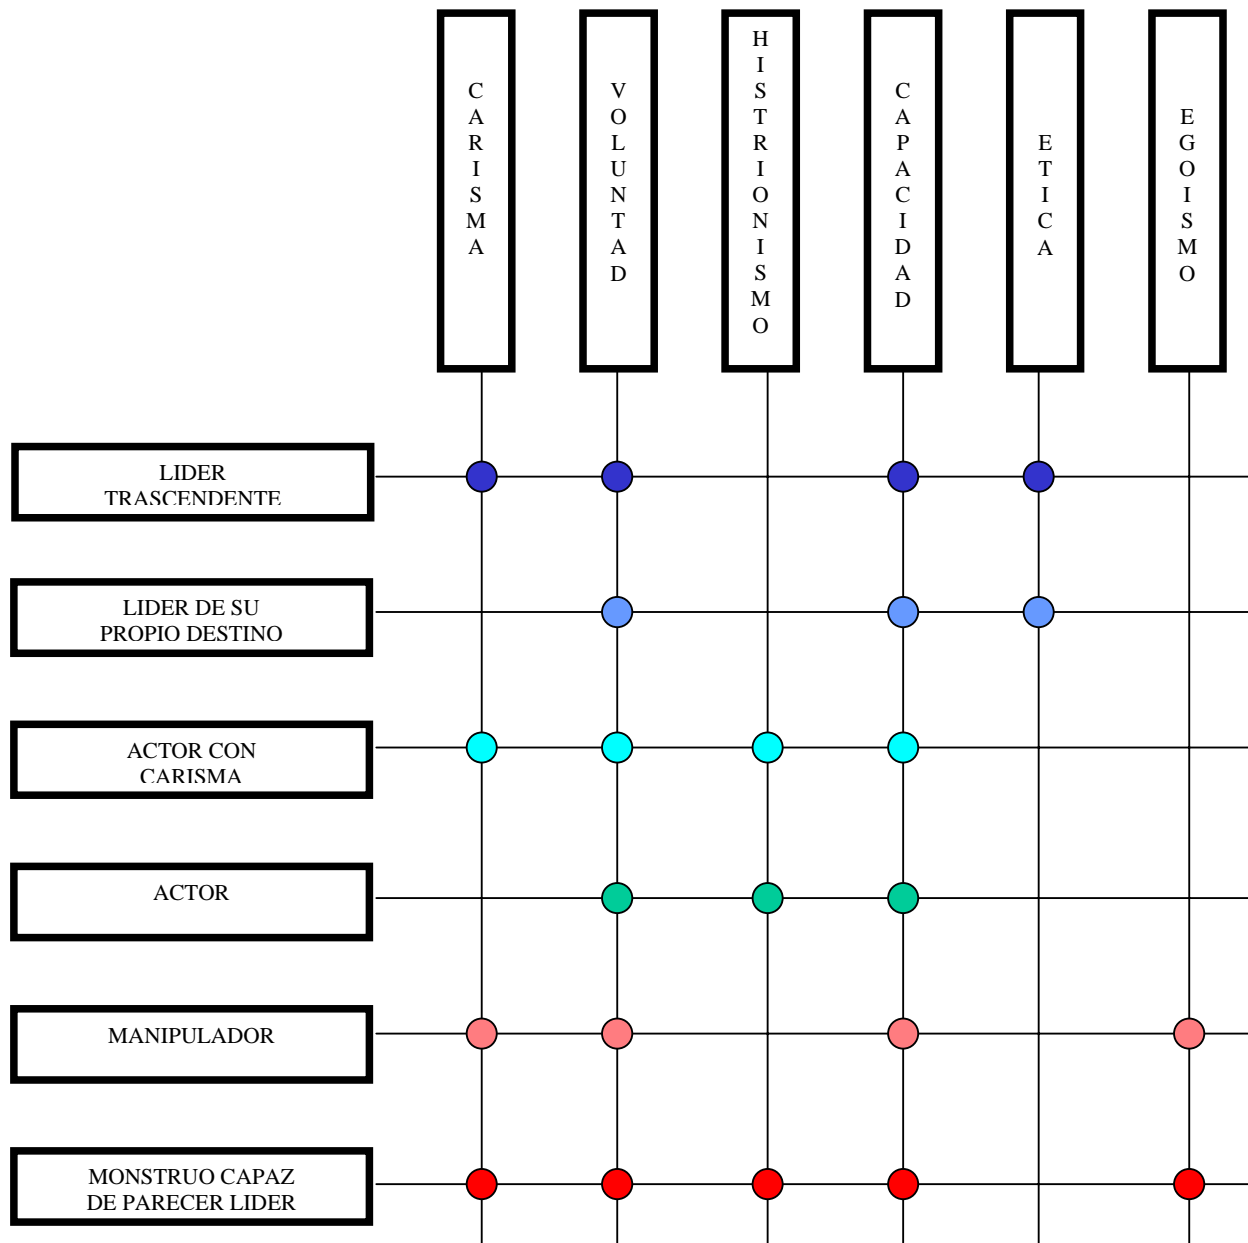 CARISMA
VOLUNTAD
HISTRIONISMO
CAPACIDAD
ETICA
EGOISMO
LIDER
TRASCENDENTE
LIDER DE SU
PROPIO DESTINO
ACTOR CON
CARISMA
ACTOR
MANIPULADOR
MONSTRUO CAPAZ
DE PARECER LIDER